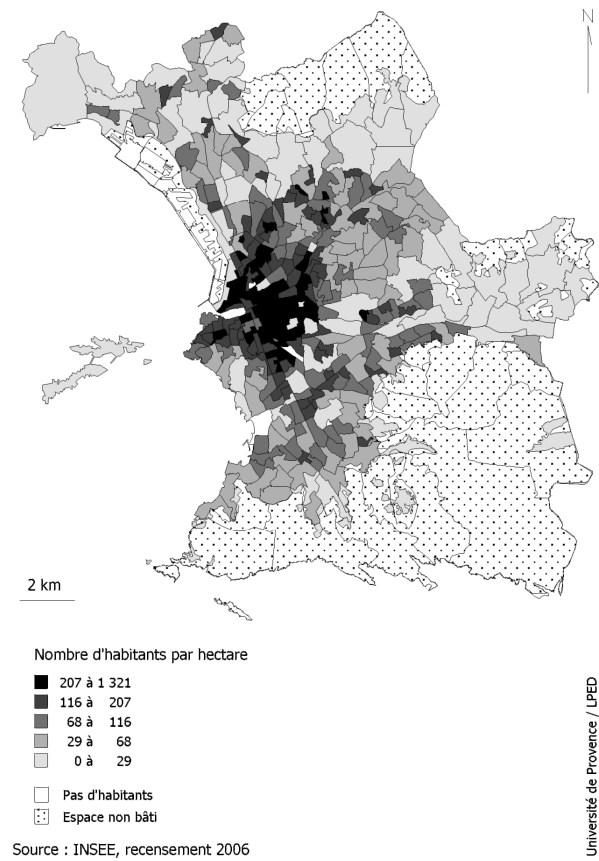 N
2 km
Nombre d'habitants par hectare
207 à 1 321
116 à 207
68 à 116
29 à 68
0 à 29
Pas d'habitants
Espace non bâti
Source : INSEE, recensement 2006
Université de Provence / LPED